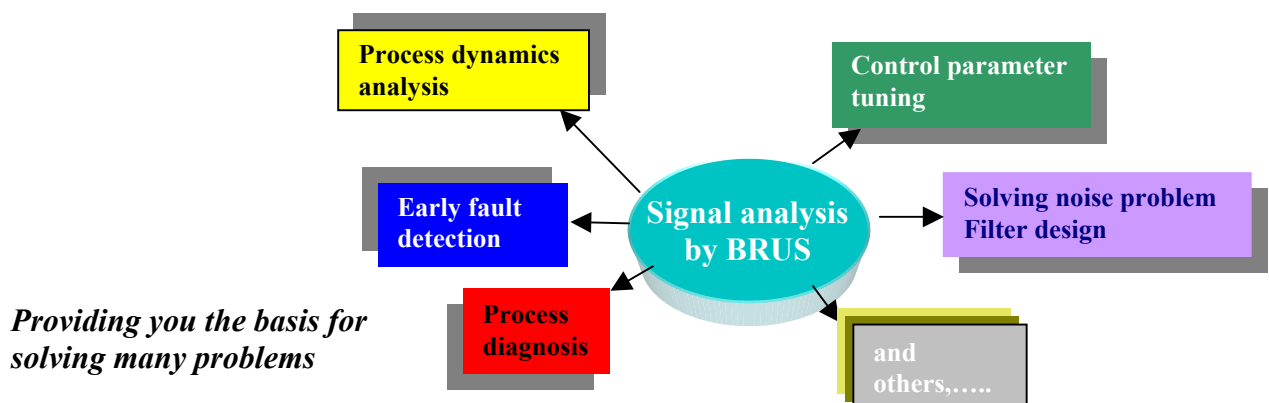 Process dynamics
analysis
Control parameter
tuning
Early fault
detection
Signal analysis
by BRUS
Solving noise problem
Filter design
Providing you the basis for
solving many problems
Process
diagnosis
and
others,…..